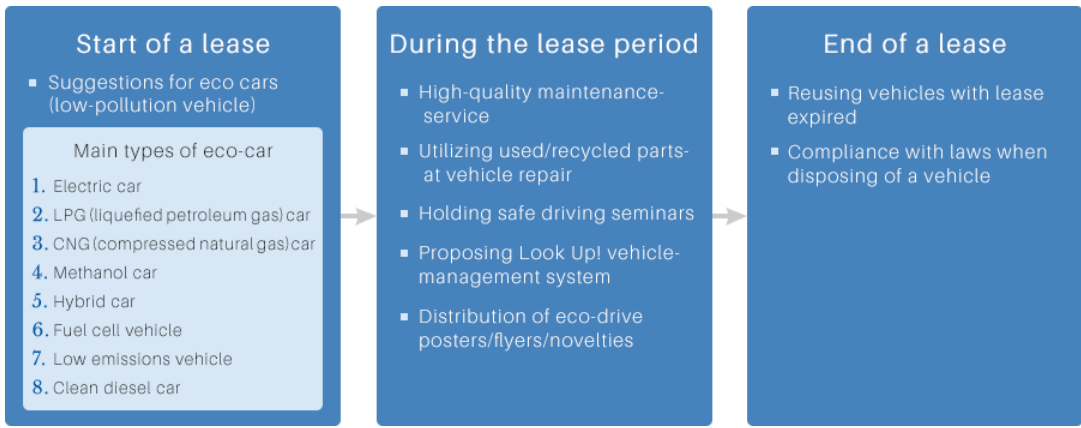 Start of a lease
Suggestions for eco cars
(low-pollution vehicle)
Main types of eco-car
1. Electric car
2. LPG (liquefied petroleum gas) car
3. CNG (compressed natural gas) car
4. Methanol car
5. Hybrid car
6. Fuel cell vehicle
7. Low emissions vehicle
8. Clean diesel car
During the lease period
High-quality maintenance-
service
Utilizing used/recycled parts-
at vehicle repair
Holding safe driving seminars
Proposing Look Up! vehicle-
management system
Distribution of eco-drive
posters/flyers/novelties
End of a lease
Reusing vehicles with lease
expired
Compliance with laws when
disposing of a vehicle